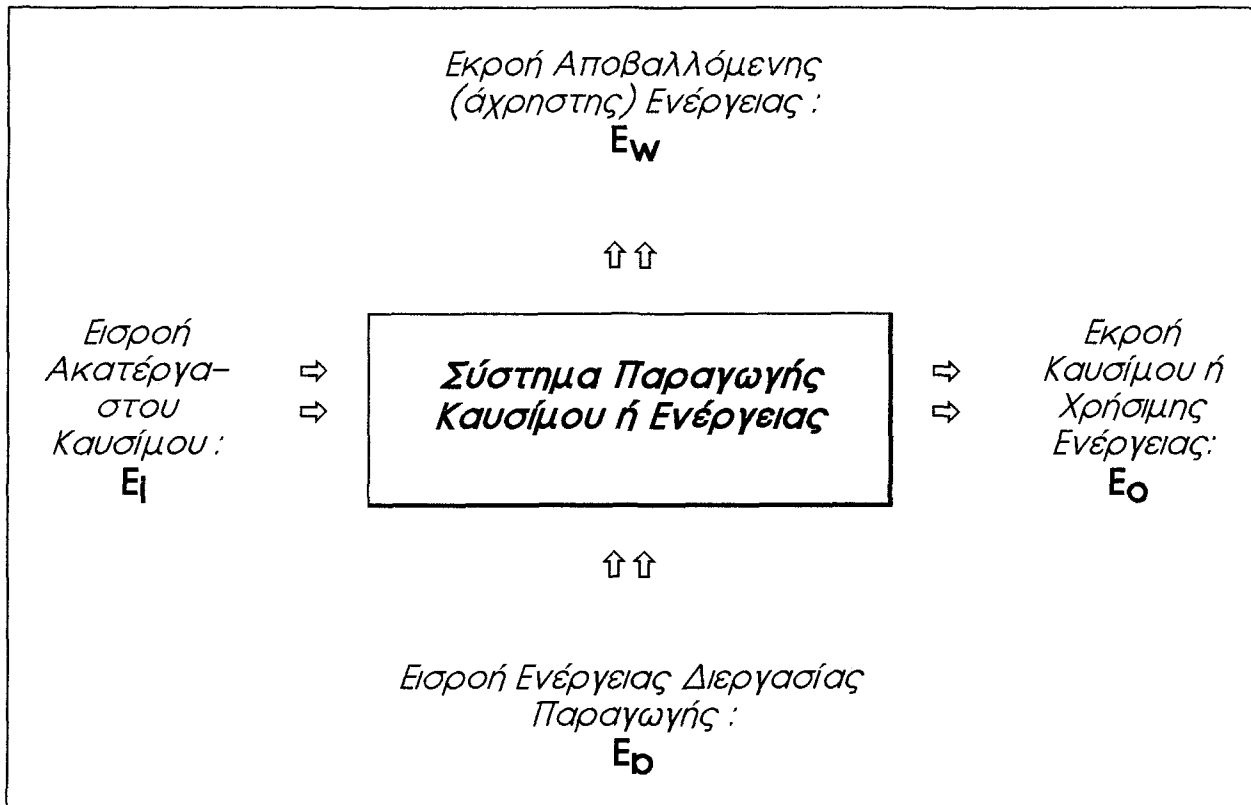 Εκροή Αποβαλλόμενης
(άχρηστης) Ενέργειας :
Ew
Εισροή
Ακατέργα-
στου
Καυσίμου :
Ei
Σύστημα Παραγωγής
Καυσίμου ή Ενέργειας
Εκροή
Καυσίμου ή
Χρήσιμης
Ενέργειας:
Eo
Εισροή Ενέργειας Διεργασίας
Παραγωγής :
Eb